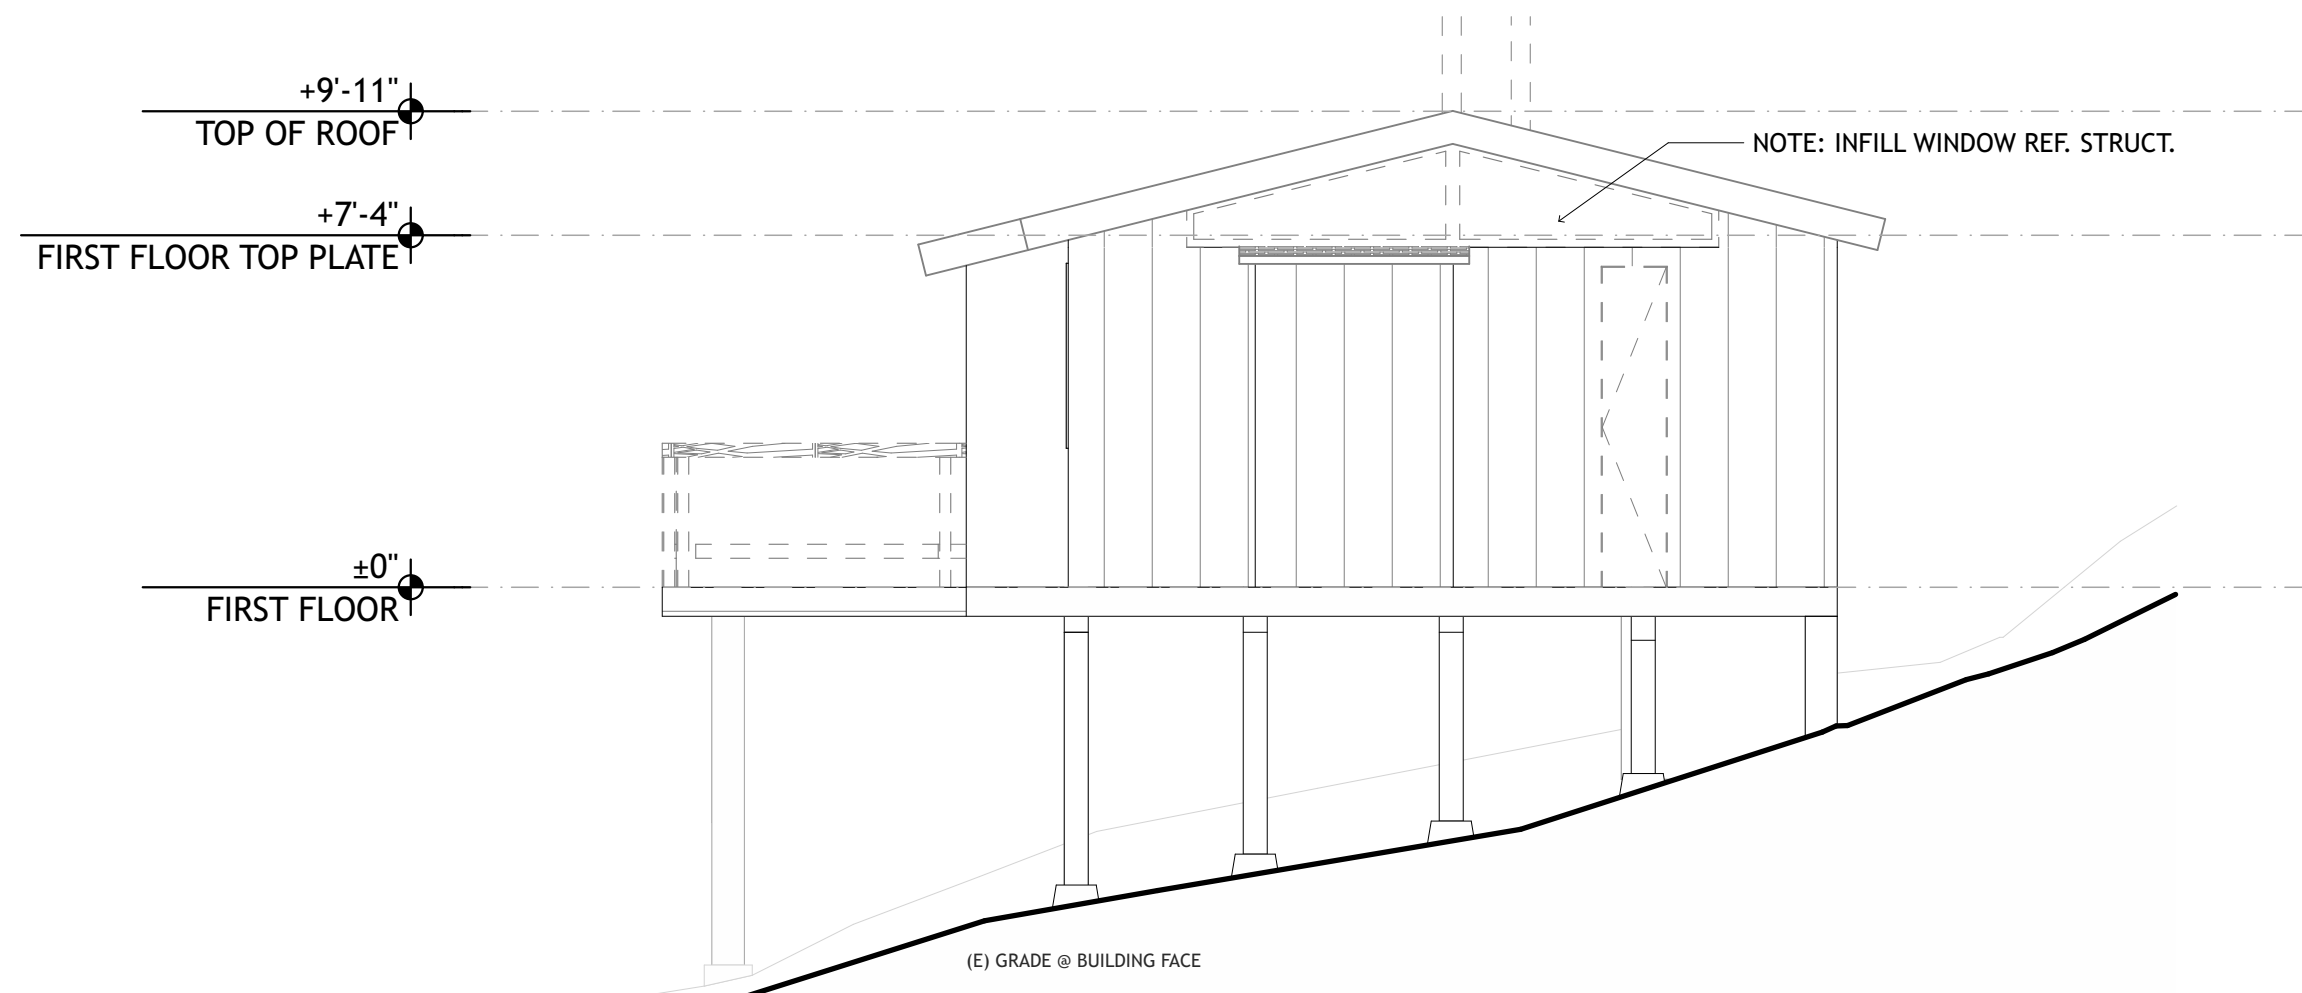 +9'-11"
TOP OF ROOF
NOTE: INFILL WINDOW REF. STRUCT.
+7'-4"
FIRST FLOOR TOP PLATE
±0"
FIRST FLOOR
(E) GRADE @ BUILDING FACE